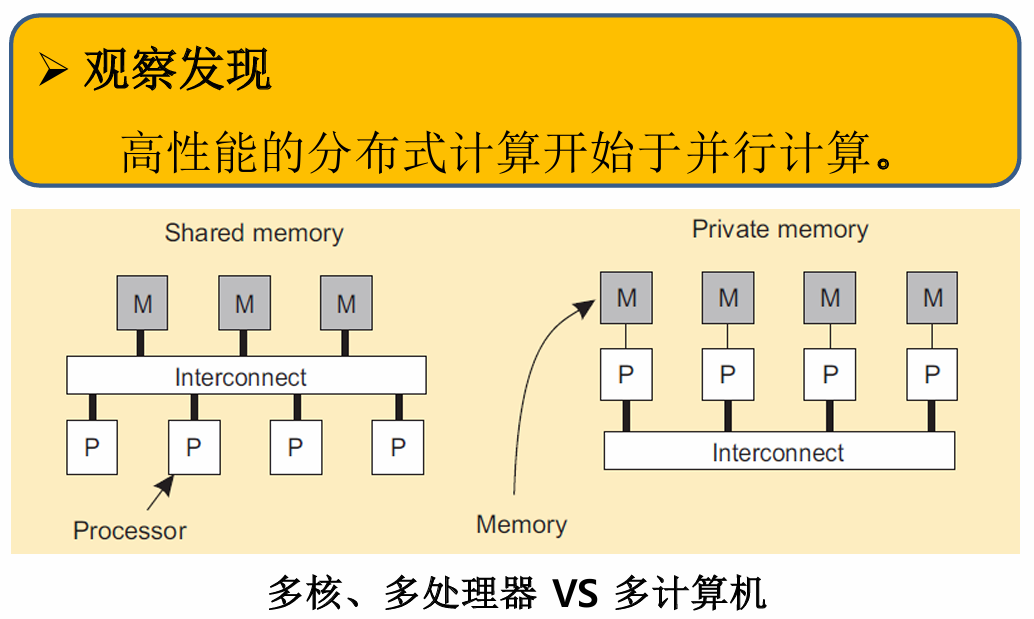 ➢ 观察发现
高性能的分布式计算开始于并行计算。
Shared memory
Private memory
M M M
M M M M
Interconnect
P P P P
P P P P
Interconnect
Processor
Memory
多核、多处理器 VS 多计算机